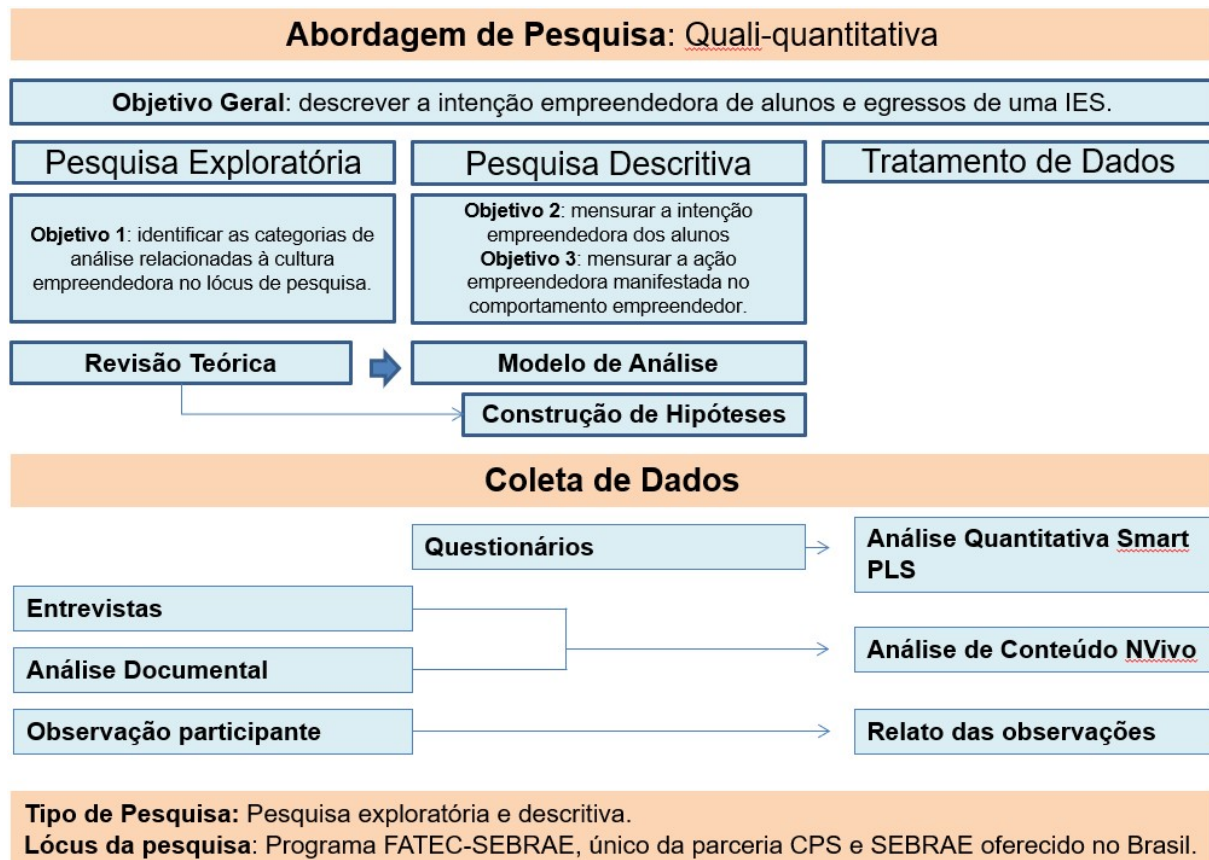 Abordagem de Pesquisa: Quali-quantitativa
Objetivo Geral: descrever a intenção empreendedora de alunos e egressos de uma IES.
Pesquisa Exploratória
Pesquisa Descritiva
Tratamento de Dados
Objetivo 1: identificar as categorias de
análise relacionadas à cultura
empreendedora no lócus de pesquisa.
Objetivo 2: mensurar a intenção
empreendedora dos alunos
Objetivo 3: mensurar a ação
empreendedora manifestada no
comportamento empreendedor.
Revisão Teórica
Modelo de Análise
Construção de Hipóteses
Coleta de Dados
Questionários
Análise Quantitativa Smart
PLS
Entrevistas
Análise Documental
Análise de Conteúdo NVivo
Observação participante
Relato das observações
Tipo de Pesquisa: Pesquisa exploratória e descritiva.
Lócus da pesquisa: Programa FATEC-SEBRAE, único da parceria CPS e SEBRAE oferecido no Brasil.